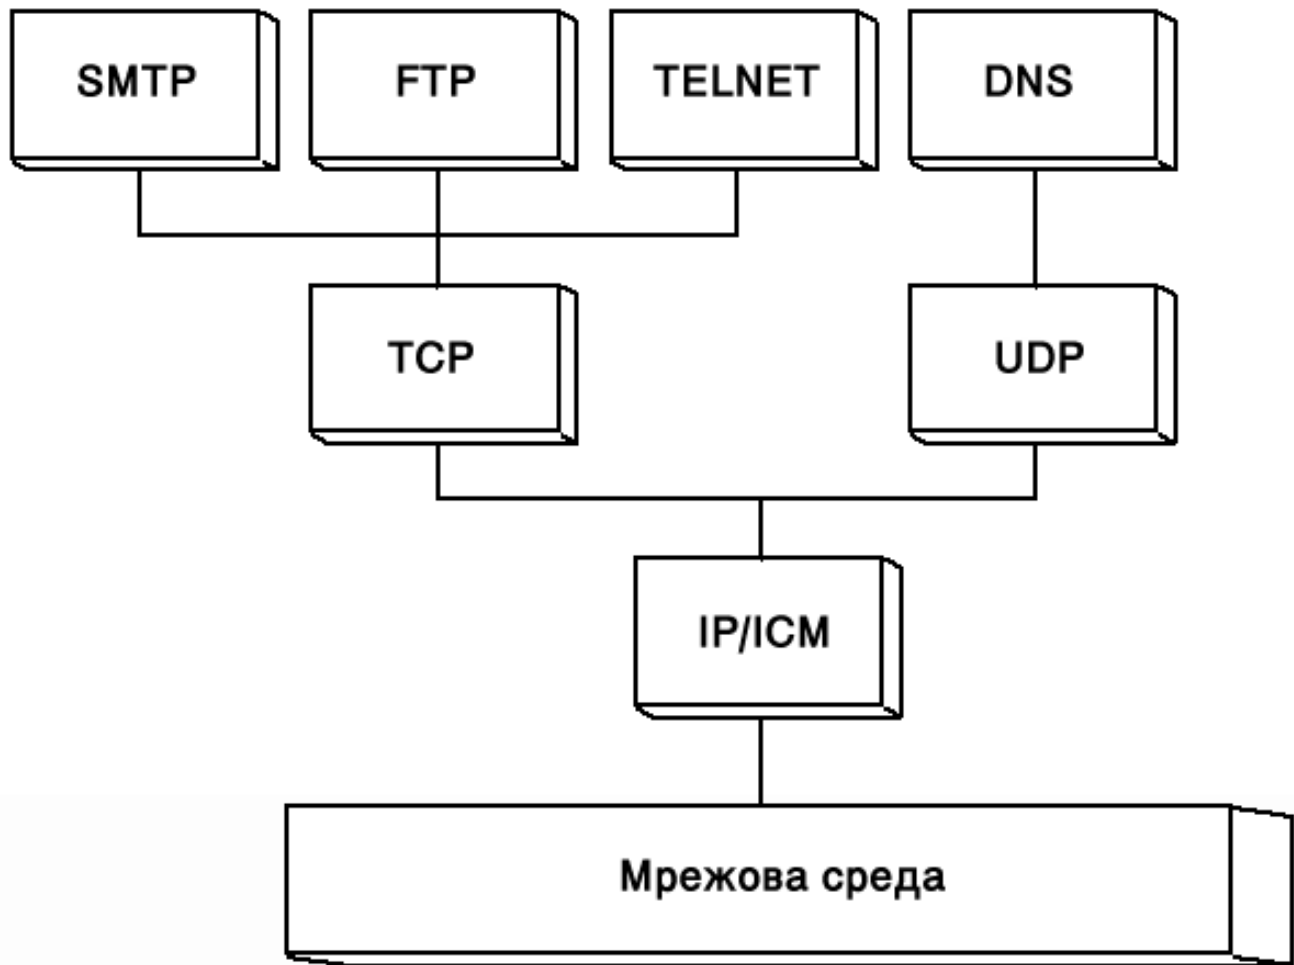 SMTP
FTP
TELNET
DNS
TCP
UDP
IP/ICM
Мрежова среда